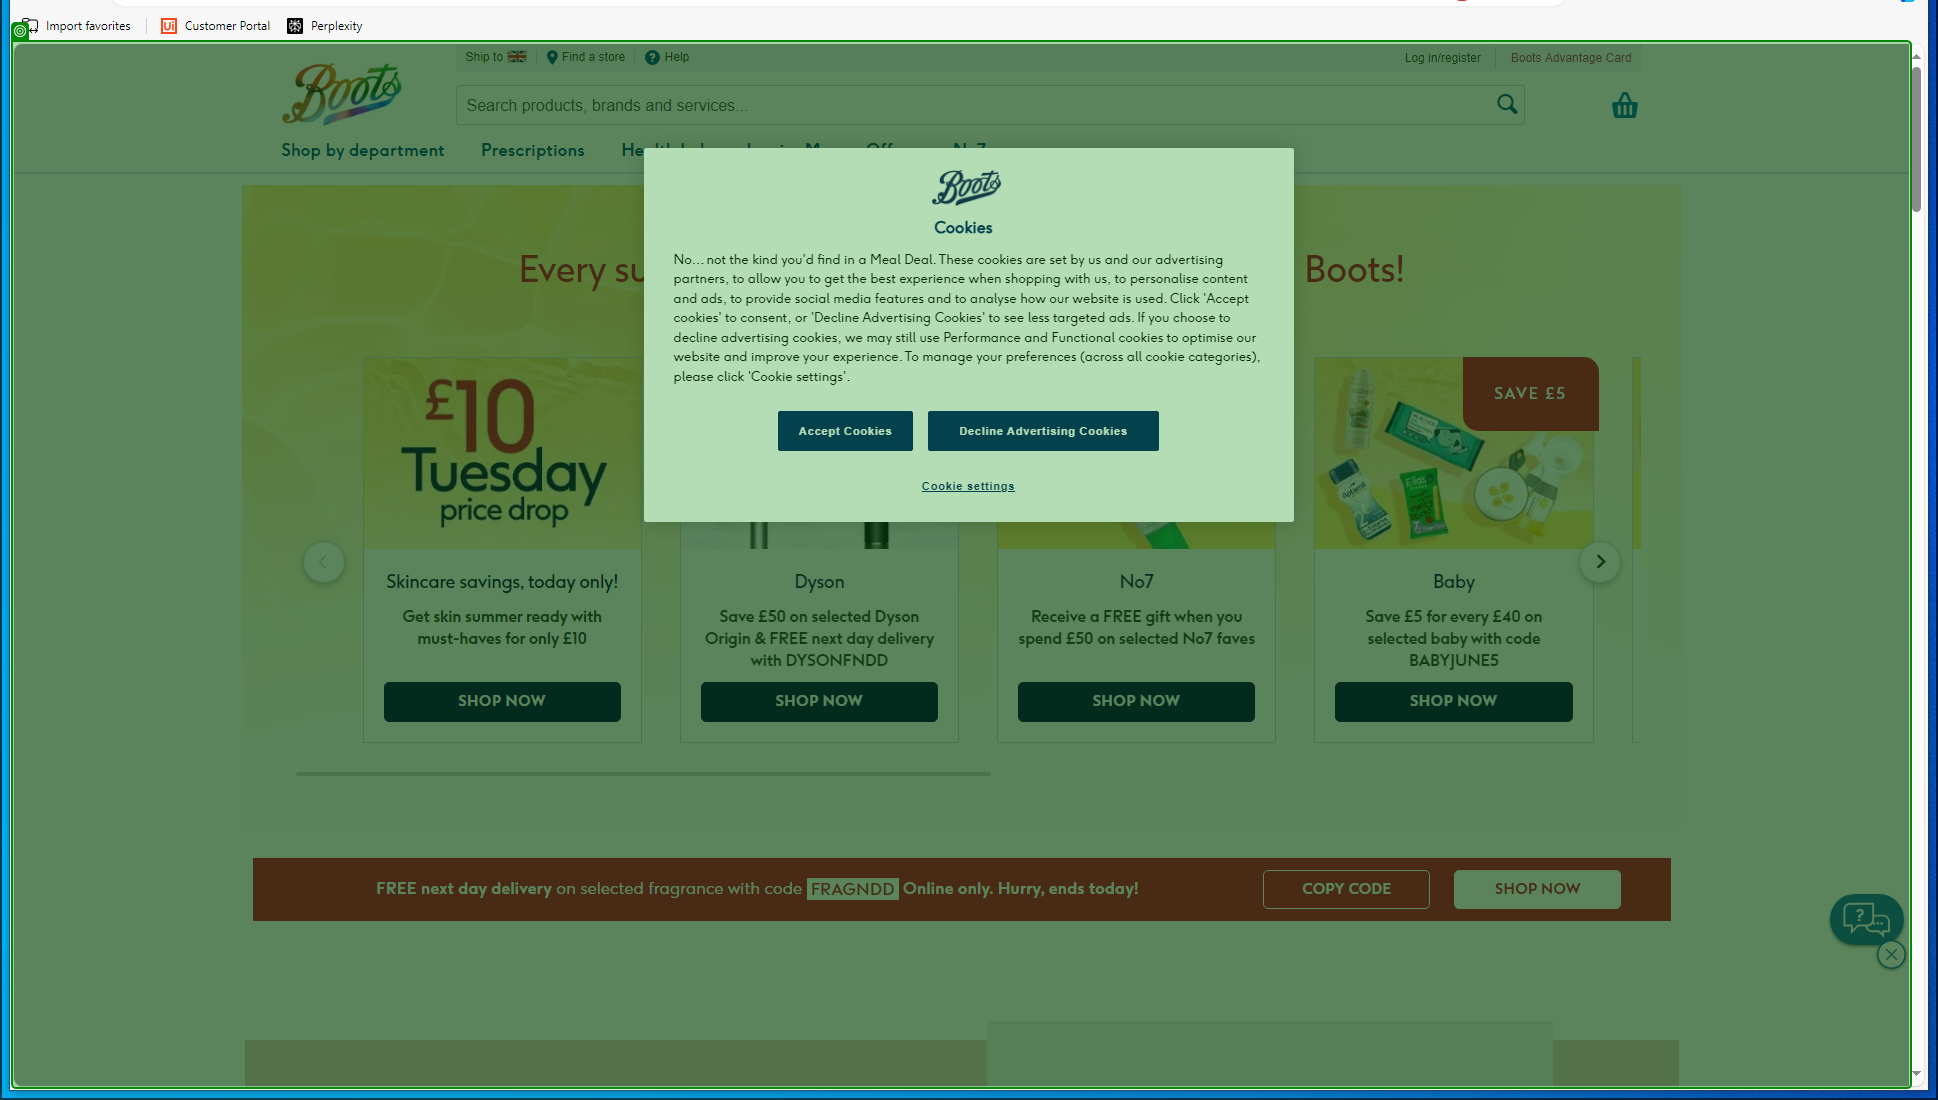 Import favorites
Ui Customer Portal
Perplexity
Ship to
Find a store
? Help
Log in/register
Boots Advantage Card
Boots
Search products, brands and services...
Shop by department
Prescriptions
Boots
Cookies
No... not the kind you'd find in a Meal Deal. These cookies are set by us and our advertising
partners, to allow you to get the best experience when shopping with us, to personalise content
and ads, to provide social media features and to analyse how our website is used. Click 'Accept
cookies' to consent, or 'Decline Advertising Cookies' to see less targeted ads. If you choose to
decline advertising cookies, we may still use Performance and Functional cookies to optimise our
website and improve your experience. To manage your preferences (across all cookie categories),
please click 'Cookie settings'.
Accept Cookies
Decline Advertising Cookies
Cookie settings
Every su
Boots!
£10
Tuesday
price drop
SAVE £5
Skincare savings, today only!
Get skin summer ready with
must-haves for only £10
SHOP NOW
Dyson
Save £50 on selected Dyson
Origin & FREE next day delivery
with DYSONFNDD
SHOP NOW
No7
Receive a FREE gift when you
spend £50 on selected No7 faves
SHOP NOW
Aptamil
Ella's
Baby
Save £5 for every £40 on
selected baby with code
BABYJUNE5
SHOP NOW
FREE next day delivery on selected fragrance with code FRAGNDD Online only. Hurry, ends today!
COPY CODE
SHOP NOW
?